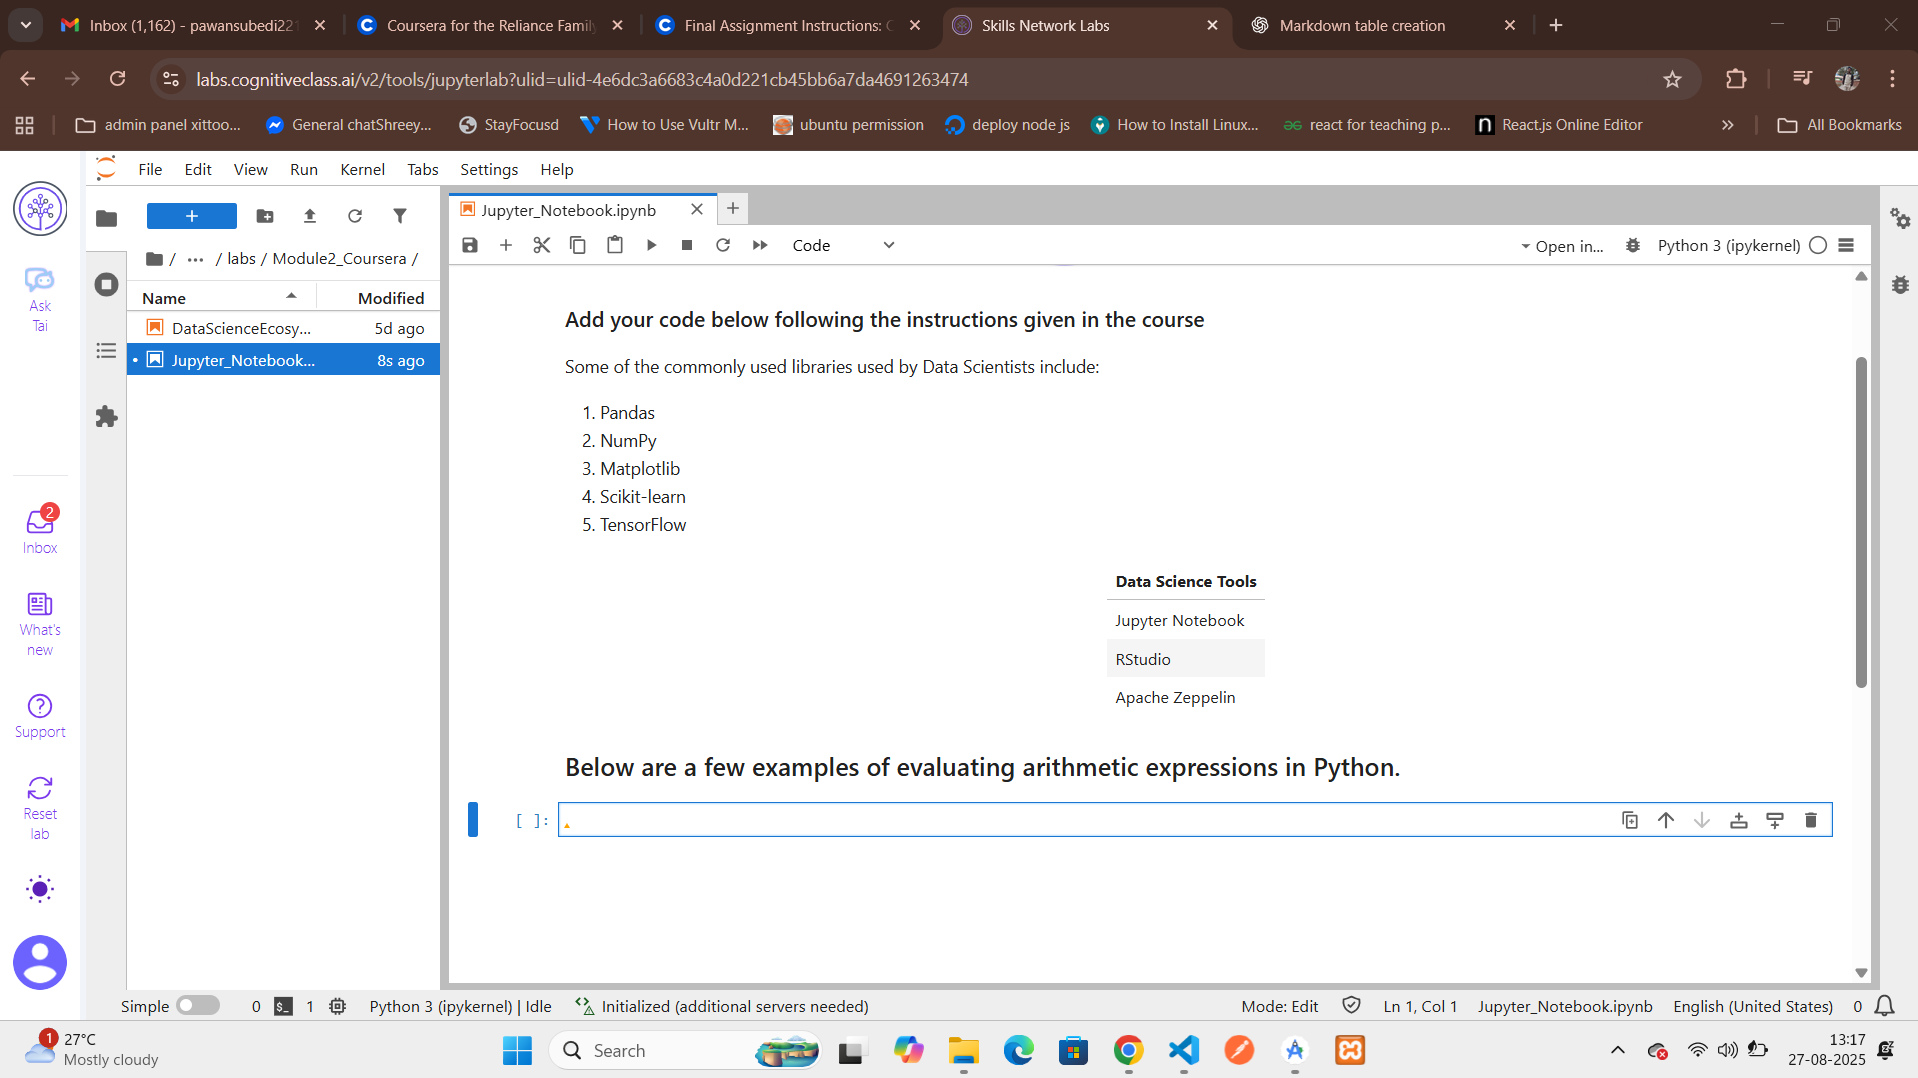 Inbox (1,162) - pawansubedi221
Coursera for the Reliance Family
Final Assignment Instructions: C
Skills Network Labs
Markdown table creation
labs.cognitiveclass.ai/v2/tools/jupyterlab?ulid=ulid-4e6dc3a6683c4a0d221cb45bb6a7da4691263474
admin panel xittoo...
General chatShreey...
StayFocusd
How to Use Vultr M...
ubuntu permission
deploy node js
How to Install Linux...
react for teaching p...
React.js Online Editor
All Bookmarks
File Edit View Run Kernel Tabs Settings Help
Ask
Tai
2
Inbox
What's
new
Support
Reset
lab
/ ... / labs / Module2_Coursera /
Name Modified
DataScienceEcosy... 5d ago
Jupyter_Notebook... 8s ago
Jupyter_Notebook.ipynb
Code
Open in...
Python 3 (ipykernel)
Add your code below following the instructions given in the course
Some of the commonly used libraries used by Data Scientists include:
1. Pandas
2. NumPy
3. Matplotlib
4. Scikit-learn
5. TensorFlow
Data Science Tools
Jupyter Notebook
RStudio
Apache Zeppelin
Below are a few examples of evaluating arithmetic expressions in Python.
[ ]:
Simple 0 1 Python 3 (ipykernel) | Idle Initialized (additional servers needed) Mode: Edit Ln 1, Col 1 Jupyter_Notebook.ipynb English (United States) 0
1
27°C
Mostly cloudy
Search
13:17
27-08-2025